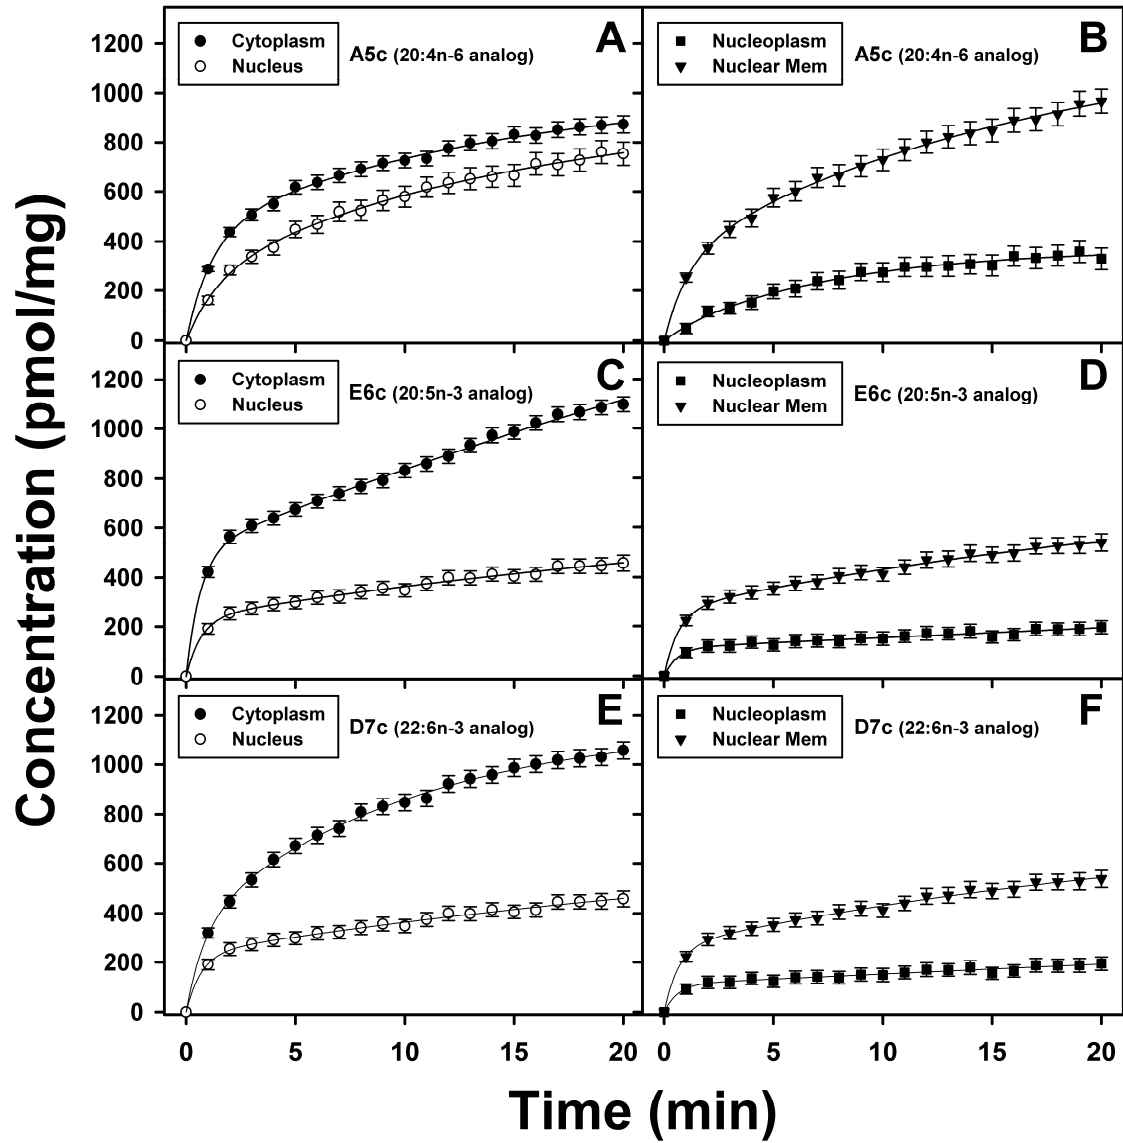 Concentration (pmol/mg)
1200
1000
800
600
400
200
0
Cytoplasm
Nucleus
A5c (20:4n-6 analog)
A
Nucleoplasm
Nuclear Mem
A5c (20:4n-6 analog)
B
1200
1000
800
600
400
200
0
Cytoplasm
Nucleus
E6c (20:5n-3 analog)
C
Nucleoplasm
Nuclear Mem
E6c (20:5n-3 analog)
D
1200
1000
800
600
400
200
0
Cytoplasm
Nucleus
D7c (22:6n-3 analog)
E
Nucleoplasm
Nuclear Mem
D7c (22:6n-3 analog)
F
0 5 10 15 20
0 5 10 15 20
Time (min)